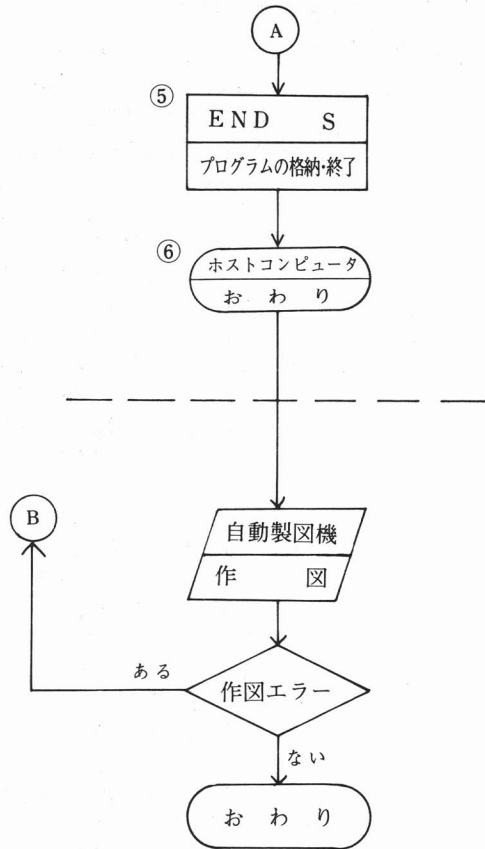 A
⑤
END S
プログラムの格納・終了
⑥
ホストコンピュータ
おわり
B
自動製図機
作 図
ある
作図エラー
ない
おわり